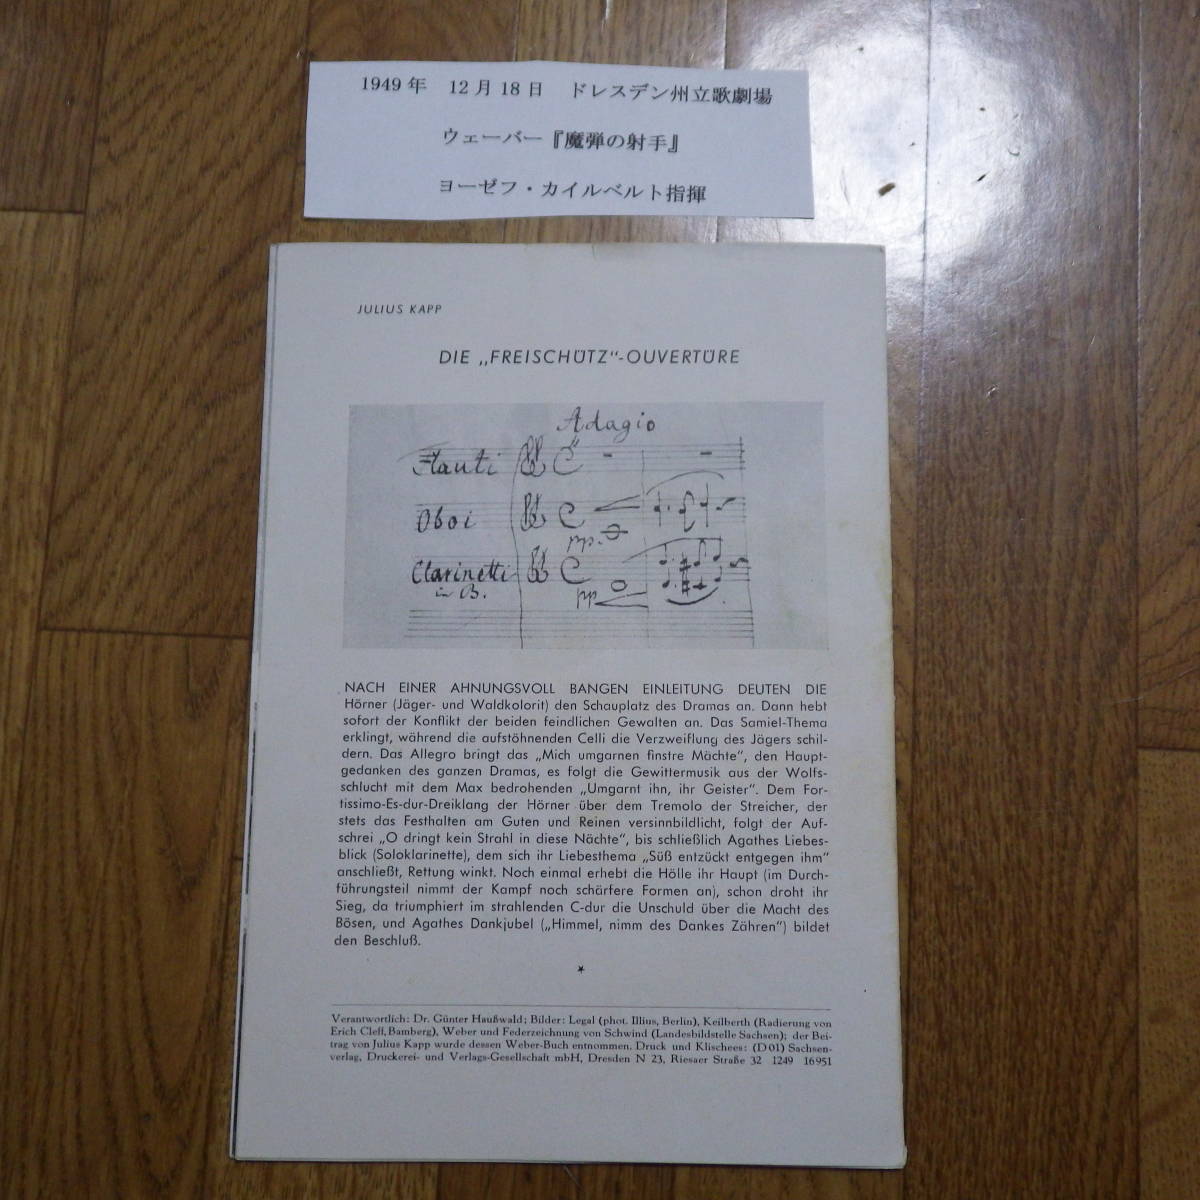 1949年 12月18日 ドレスデン州立歌劇場
ウェーバー『魔弾の射手』
ヨーゼフ・カイルベルト指揮
JULIUS KAPP
DIE „FREISCHÜTZ"-OUVERTÜRE
Adagio
Flauti
Oboi
pp.
Clarinetti
in B.
pp
NACH EINER AHNUNGSVOLL BANGEN EINLEITUNG DEUTEN DIE
Hörner (Jäger- und Waldkolorit) den Schauplatz des Dramas an. Dann hebt
sofort der Konflikt der beiden feindlichen Gewalten an. Das Samiel-Thema
erklingt, während die aufstöhnenden Celli die Verzweiflung des Jägers schil-
dern. Das Allegro bringt das „Mich umgarnen finstre Mächte", den Haupt-
gedanken des ganzen Dramas, es folgt die Gewittermusik aus der Wolfs-
schlucht mit dem Max bedrohenden „Umgarnt ihn, ihr Geister". Dem For-
tissimo-Es-dur-Dreiklang der Hörner über dem Tremolo der Streicher, der
stets das Festhalten am Guten und Reinen versinnbildlicht, folgt der Auf-
schrei „O dringt kein Strahl in diese Nächte", bis schließlich Agathes Liebes-
blick (Soloklarinette), dem sich ihr Liebesthema „Süß entzückt entgegen ihm"
anschließt, Rettung winkt. Noch einmal erhebt die Hölle ihr Haupt (im Durch-
führungsteil nimmt der Kampf noch schärfere Formen an), schon droht ihr
Sieg, da triumphiert im strahlenden C-dur die Unschuld über die Macht des
Bösen, und Agathes Dankjubel („Himmel, nimm des Dankes Zähren") bildet
den Beschluß.
Verantwortlich: Dr. Günter Haußwald; Bilder: Legal (phot. Illius, Berlin), Keilberth (Radierung von
Erich Cleff, Bamberg), Weber und Federzeichnung von Schwind (Landesbildstelle Sachsen); der Bei-
trag von Julius Kapp wurde dessen Weber-Buch entnommen. Druck und Klischees: (D 01) Sachsen-
verlag, Druckerei- und Verlags-Gesellschaft mbH, Dresden N 23, Riesaer Straße 32 1249 16951